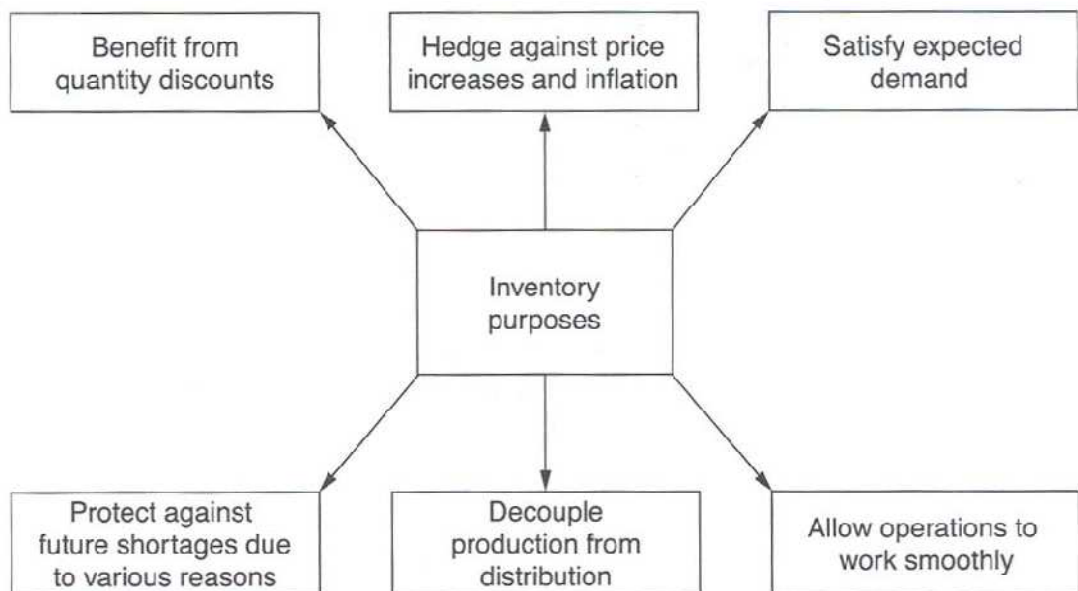 Benefit from
quantity discounts
Hedge against price
increases and inflation
Satisfy expected
demand
Inventory
purposes
Protect against
future shortages due
to various reasons
Decouple
production from
distribution
Allow operations to
work smoothly